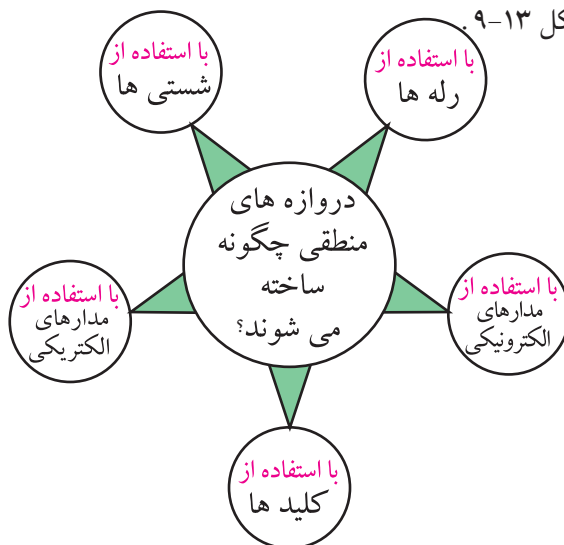 کل ۱۳-۹.
با استفاده از
رله ها
با استفاده از
شستی ها
دروازه های
منطقی چگونه
ساخته
می شوند؟
با استفاده از
مدارهای
الکترونیکی
با استفاده از
مدارهای
الکتریکی
با استفاده از
کلید ها